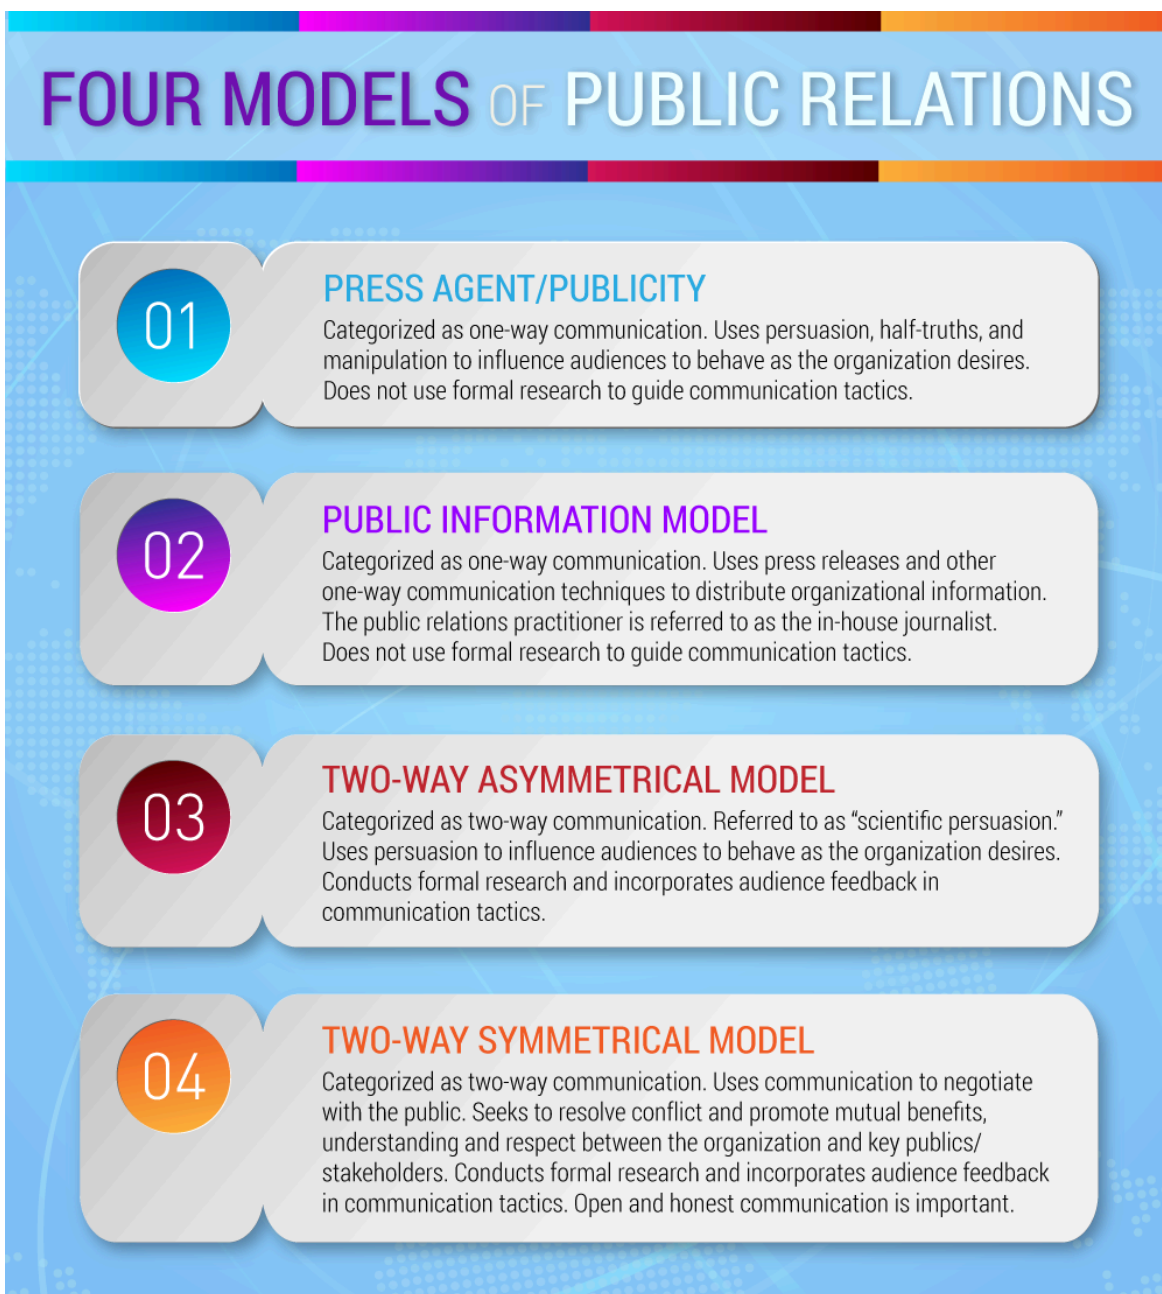 FOUR MODELS OF PUBLIC RELATIONS
01
PRESS AGENT/PUBLICITY
Categorized as one-way communication. Uses persuasion, half-truths, and
manipulation to influence audiences to behave as the organization desires.
Does not use formal research to guide communication tactics.
02
PUBLIC INFORMATION MODEL
Categorized as one-way communication. Uses press releases and other
one-way communication techniques to distribute organizational information.
The public relations practitioner is referred to as the in-house journalist.
Does not use formal research to guide communication tactics.
03
TWO-WAY ASYMMETRICAL MODEL
Categorized as two-way communication. Referred to as “scientific persuasion.”
Uses persuasion to influence audiences to behave as the organization desires.
Conducts formal research and incorporates audience feedback in
communication tactics.
04
TWO-WAY SYMMETRICAL MODEL
Categorized as two-way communication. Uses communication to negotiate
with the public. Seeks to resolve conflict and promote mutual benefits,
understanding and respect between the organization and key publics/
stakeholders. Conducts formal research and incorporates audience feedback
in communication tactics. Open and honest communication is important.